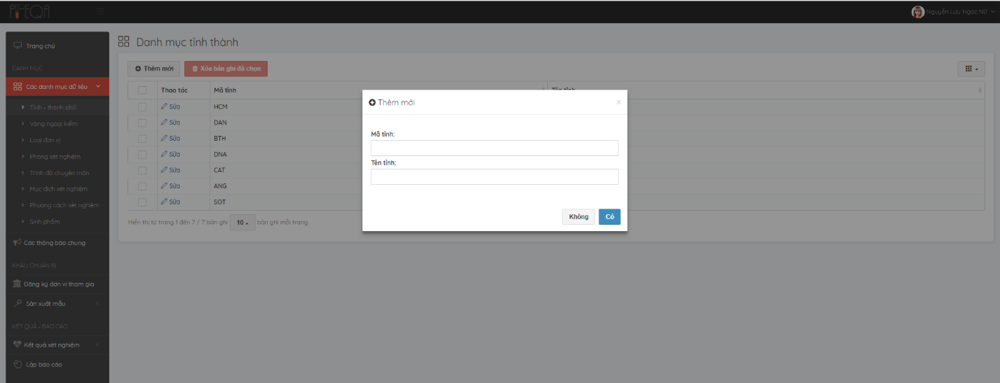 PI-EQA
Nguyễn Lưu Ngọc Nữ
Trang chủ
DANH MỤC
Các danh mục dữ liệu
Tỉnh - thành phố
Vòng ngoại kiểm
Loại đơn vị
Phòng xét nghiệm
Trình độ chuyên môn
Mục đích xét nghiệm
Phương cách xét nghiệm
Sinh phẩm
Các thông báo chung
KHÂU CHUẨN BỊ
Đăng ký đơn vị tham gia
Sản xuất mẫu
KẾT QUẢ - BÁO CÁO
Kết quả xét nghiệm
Lập báo cáo
Danh mục tỉnh thành
Thêm mới
Xóa bản ghi đã chọn
Thao tác Mã tỉnh Tên tỉnh
Sửa HCM
Sửa DAN
Sửa BTH
Sửa DNA
Sửa CAT
Sửa ANG
Sửa SOT
Hiển thị từ trang 1 đến 7 / 7 bản ghi 10 bản ghi mỗi trang
Thêm mới ×
Mã tỉnh:
Tên tỉnh:
Không Có